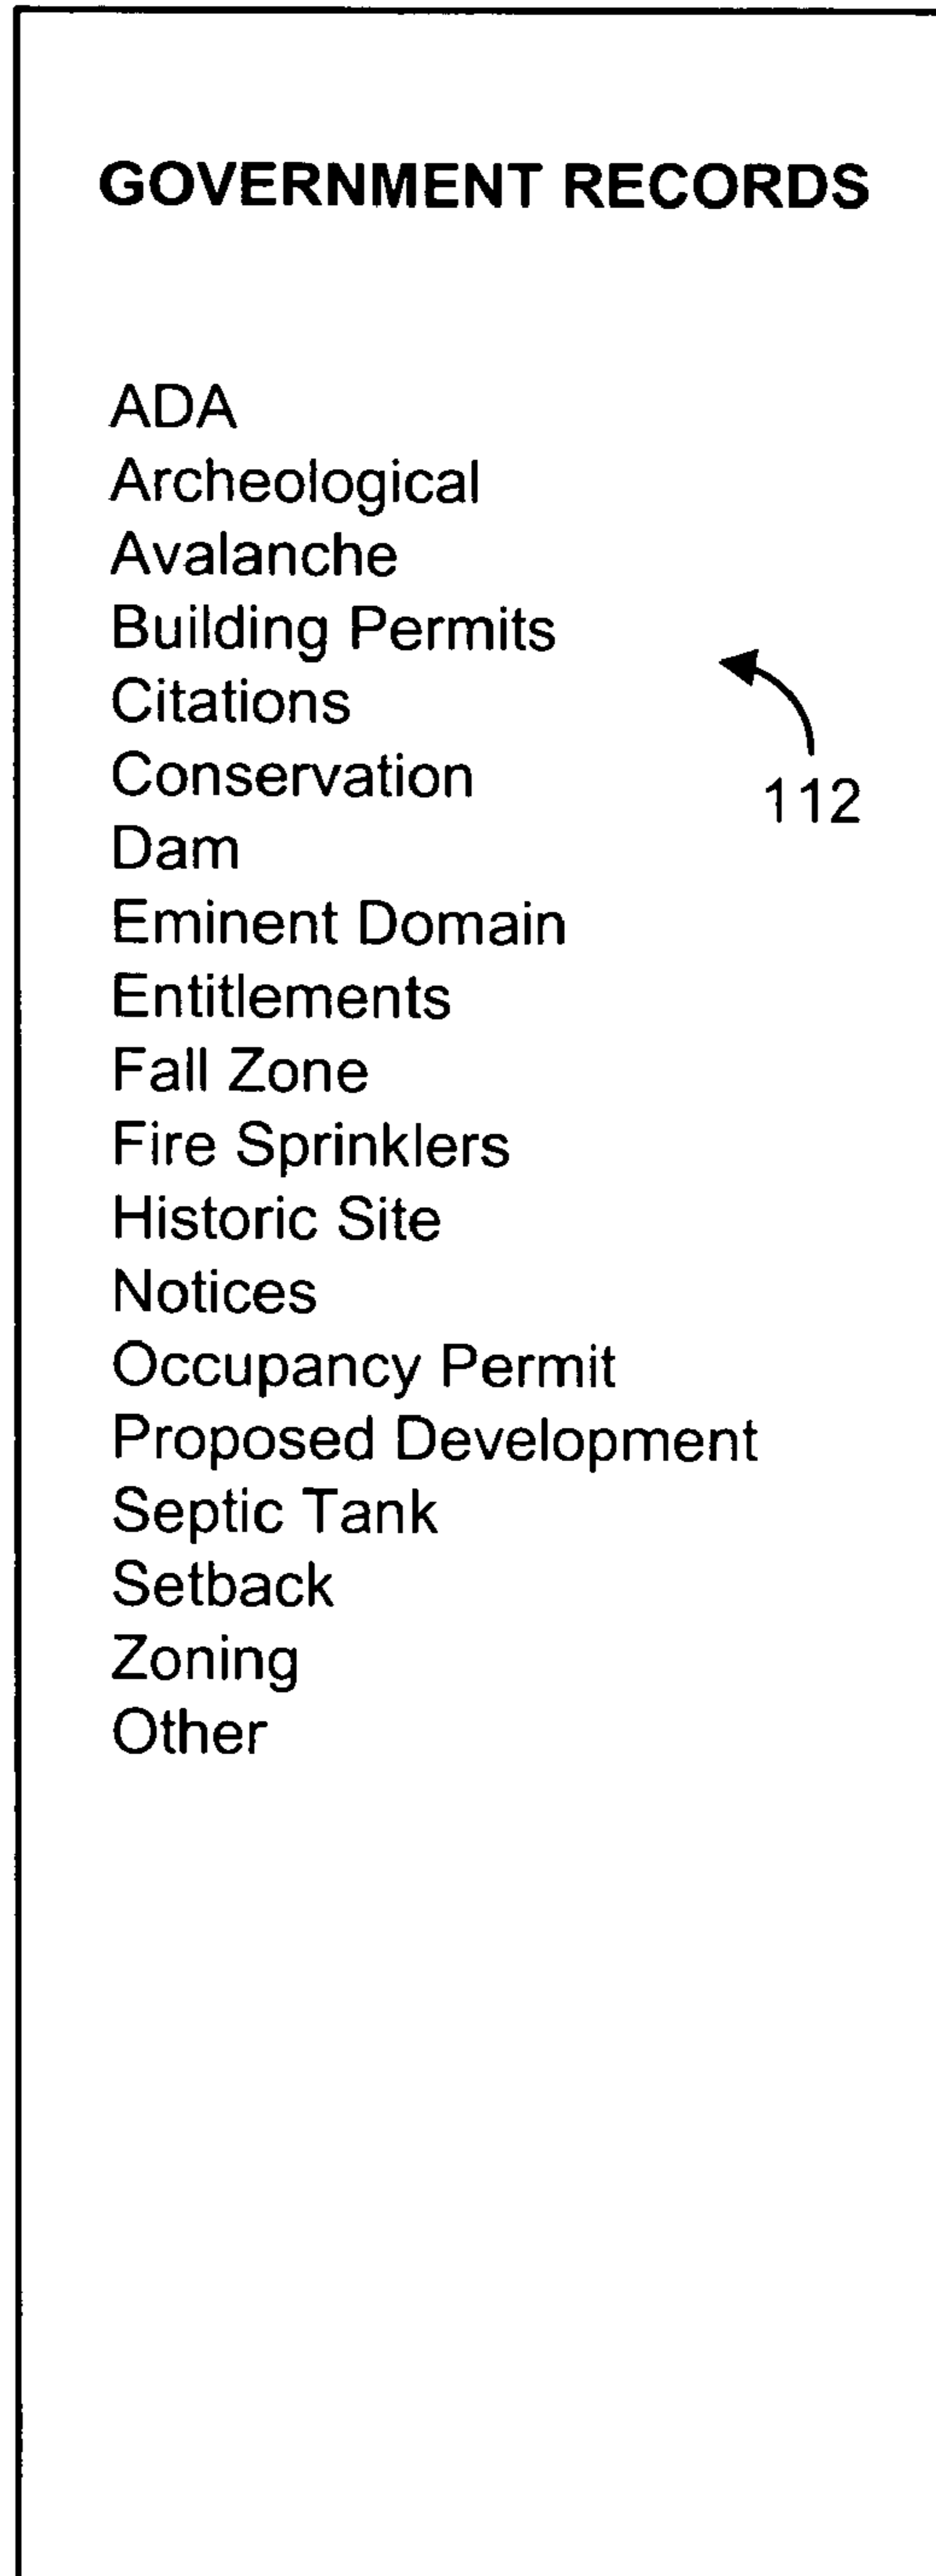 GOVERNMENT RECORDS
ADA
Archeological
Avalanche
Building Permits
Citations
Conservation
112
Dam
Eminent Domain
Entitlements
Fall Zone
Fire Sprinklers
Historic Site
Notices
Occupancy Permit
Proposed Development
Septic Tank
Setback
Zoning
Other